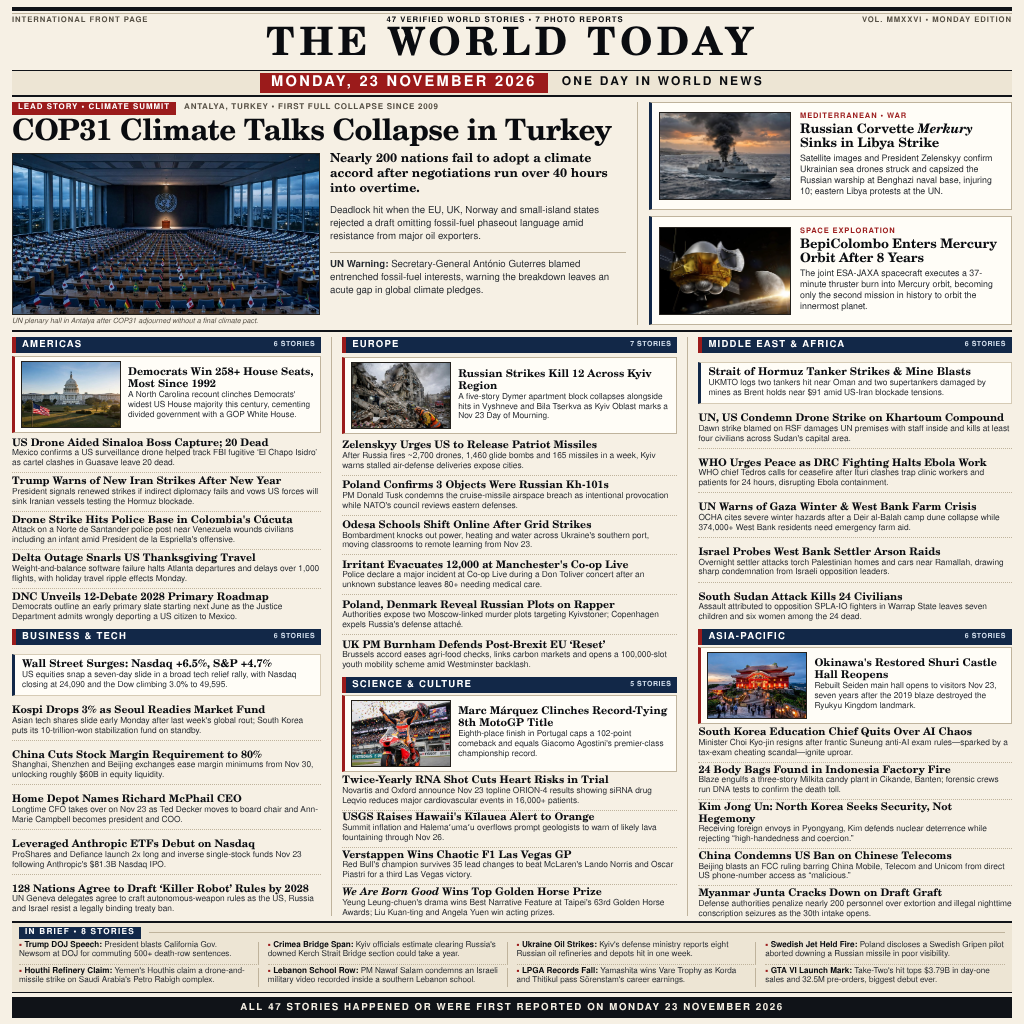 INTERNATIONAL FRONT PAGE
47 VERIFIED WORLD STORIES • 7 PHOTO REPORTS
VOL. MMXXVI • MONDAY EDITION
THE WORLD TODAY
MONDAY, 23 NOVEMBER 2026
ONE DAY IN WORLD NEWS
LEAD STORY • CLIMATE SUMMIT
ANTALYA, TURKEY • FIRST FULL COLLAPSE SINCE 2009
COP31 Climate Talks Collapse in Turkey
UN plenary hall in Antalya after COP31 adjourned without a final climate pact.
Nearly 200 nations fail to adopt a climate
accord after negotiations run over 40 hours
into overtime.
Deadlock hit when the EU, UK, Norway and small-island states
rejected a draft omitting fossil-fuel phaseout language amid
resistance from major oil exporters.
UN Warning: Secretary-General António Guterres blamed
entrenched fossil-fuel interests, warning the breakdown leaves an
acute gap in global climate pledges.
MEDITERRANEAN • WAR
Russian Corvette Merkury
Sinks in Libya Strike
Satellite images and President Zelenskyy confirm
Ukrainian sea drones struck and capsized the
Russian warship at Benghazi naval base, injuring
10; eastern Libya protests at the UN.
SPACE EXPLORATION
BepiColombo Enters Mercury
Orbit After 8 Years
The joint ESA-JAXA spacecraft executes a 37-
minute thruster burn into Mercury orbit, becoming
only the second mission in history to orbit the
innermost planet.
AMERICAS
6 STORIES
Democrats Win 258+ House Seats,
Most Since 1992
A North Carolina recount clinches Democrats'
widest US House majority this century, cementing
divided government with a GOP White House.
US Drone Aided Sinaloa Boss Capture; 20 Dead
Mexico confirms a US surveillance drone helped track FBI fugitive 'El Chapo Isidro'
as cartel clashes in Guasave leave 20 dead.
Trump Warns of New Iran Strikes After New Year
President signals renewed strikes if indirect diplomacy fails and vows US forces will
sink Iranian vessels testing the Hormuz blockade.
Drone Strike Hits Police Base in Colombia's Cúcuta
Attack on a Norte de Santander police post near Venezuela wounds civilians
including an infant amid President de la Espriella's offensive.
Delta Outage Snarls US Thanksgiving Travel
Weight-and-balance software failure halts Atlanta departures and delays over 1,000
flights, with holiday travel ripple effects Monday.
DNC Unveils 12-Debate 2028 Primary Roadmap
Democrats outline an early primary slate starting next June as the Justice
Department admits wrongly deporting a US citizen to Mexico.
BUSINESS & TECH
6 STORIES
Wall Street Surges: Nasdaq +6.5%, S&P +4.7%
US equities snap a seven-day slide in a broad tech relief rally, with Nasdaq
closing at 24,090 and the Dow climbing 3.0% to 49,595.
Kospi Drops 3% as Seoul Readies Market Fund
Asian tech shares slide early Monday after last week's global rout; South Korea
puts its 10-trillion-won stabilization fund on standby.
China Cuts Stock Margin Requirement to 80%
Shanghai, Shenzhen and Beijing exchanges ease margin minimums from Nov 30,
unlocking roughly $60B in equity liquidity.
Home Depot Names Richard McPhail CEO
Longtime CFO takes over on Nov 23 as Ted Decker moves to board chair and Ann-
Marie Campbell becomes president and COO.
Leveraged Anthropic ETFs Debut on Nasdaq
ProShares and Defiance launch 2x long and inverse single-stock funds Nov 23
following Anthropic's $81.3B Nasdaq IPO.
128 Nations Agree to Draft 'Killer Robot' Rules by 2028
UN Geneva delegates agree to craft autonomous-weapon rules as the US, Russia
and Israel resist a legally binding treaty ban.
EUROPE
7 STORIES
Russian Strikes Kill 12 Across Kyiv
Region
A five-story Dymer apartment block collapses alongside
hits in Vyshneve and Bila Tserkva as Kyiv Oblast marks a
Nov 23 Day of Mourning.
Zelenskyy Urges US to Release Patriot Missiles
After Russia fires ~2,700 drones, 1,460 glide bombs and 165 missiles in a week, Kyiv
warns stalled air-defense deliveries expose cities.
Poland Confirms 3 Objects Were Russian Kh-101s
PM Donald Tusk condemns the cruise-missile airspace breach as intentional provocation
while NATO's council reviews eastern defenses.
Odesa Schools Shift Online After Grid Strikes
Bombardment knocks out power, heating and water across Ukraine's southern port,
moving classrooms to remote learning from Nov 23.
Irritant Evacuates 12,000 at Manchester's Co-op Live
Police declare a major incident at Co-op Live during a Don Toliver concert after an
unknown substance leaves 80+ needing medical care.
Poland, Denmark Reveal Russian Plots on Rapper
Authorities expose two Moscow-linked murder plots targeting Kyivstoner; Copenhagen
expels Russia's defense attaché.
UK PM Burnham Defends Post-Brexit EU 'Reset'
Brussels accord eases agri-food checks, links carbon markets and opens a 100,000-slot
youth mobility scheme amid Westminster backlash.
SCIENCE & CULTURE
5 STORIES
Marc Márquez Clinches Record-Tying
8th MotoGP Title
Eighth-place finish in Portugal caps a 102-point
comeback and equals Giacomo Agostini's premier-class
championship record.
Twice-Yearly RNA Shot Cuts Heart Risks in Trial
Novartis and Oxford announce Nov 23 topline ORION-4 results showing siRNA drug
Leqvio reduces major cardiovascular events in 16,000+ patients.
USGS Raises Hawaii's Kīlauea Alert to Orange
Summit inflation and Halemaʻumaʻu overflows prompt geologists to warn of likely lava
fountaining through Nov 26.
Verstappen Wins Chaotic F1 Las Vegas GP
Red Bull's champion survives 35 lead changes to beat McLaren's Lando Norris and Oscar
Piastri for a third Las Vegas victory.
We Are Born Good Wins Top Golden Horse Prize
Yeung Leung-chuen's drama wins Best Narrative Feature at Taipei's 63rd Golden Horse
Awards; Liu Kuan-ting and Angela Yuen win acting prizes.
MIDDLE EAST & AFRICA
6 STORIES
Strait of Hormuz Tanker Strikes & Mine Blasts
UKMTO logs two tankers hit near Oman and two supertankers damaged by
mines as Brent holds near $91 amid US-Iran blockade tensions.
UN, US Condemn Drone Strike on Khartoum Compound
Dawn strike blamed on RSF damages UN premises with staff inside and kills at least
four civilians across Sudan's capital area.
WHO Urges Peace as DRC Fighting Halts Ebola Work
WHO chief Tedros calls for ceasefire after Ituri clashes trap clinic workers and
patients for 24 hours, disrupting Ebola containment.
UN Warns of Gaza Winter & West Bank Farm Crisis
OCHA cites severe winter hazards after a Deir al-Balah camp dune collapse while
374,000+ West Bank residents need emergency farm aid.
Israel Probes West Bank Settler Arson Raids
Overnight settler attacks torch Palestinian homes and cars near Ramallah, drawing
sharp condemnation from Israeli opposition leaders.
South Sudan Attack Kills 24 Civilians
Assault attributed to opposition SPLA-IO fighters in Warrap State leaves seven
children and six women among the 24 dead.
ASIA-PACIFIC
6 STORIES
Okinawa's Restored Shuri Castle
Hall Reopens
Rebuilt Seiden main hall opens to visitors Nov 23,
seven years after the 2019 blaze destroyed the
Ryukyu Kingdom landmark.
South Korea Education Chief Quits Over AI Chaos
Minister Choi Kyo-jin resigns after frantic Suneung anti-AI exam rules—sparked by a
tax-exam cheating scandal—ignite uproar.
24 Body Bags Found in Indonesia Factory Fire
Blaze engulfs a three-story Milkita candy plant in Cikande, Banten; forensic crews
run DNA tests to confirm the death toll.
Kim Jong Un: North Korea Seeks Security, Not
Hegemony
Receiving foreign envoys in Pyongyang, Kim defends nuclear deterrence while
rejecting "high-handedness and coercion."
China Condemns US Ban on Chinese Telecoms
Beijing blasts an FCC ruling barring China Mobile, Telecom and Unicom from direct
US phone-number access as "malicious."
Myanmar Junta Cracks Down on Draft Graft
Defense authorities penalize nearly 200 personnel over extortion and illegal nighttime
conscription seizures as the 30th intake opens.
IN BRIEF • 8 STORIES
• Trump DOJ Speech: President blasts California Gov.
Newsom at DOJ for commuting 500+ death-row sentences.
• Crimea Bridge Span: Kyiv officials estimate clearing Russia's
downed Kerch Strait Bridge section could take a year.
• Ukraine Oil Strikes: Kyiv's defense ministry reports eight
Russian oil refineries and depots hit in one week.
• Swedish Jet Held Fire: Poland discloses a Swedish Gripen pilot
aborted downing a Russian missile in poor visibility.
• Houthi Refinery Claim: Yemen's Houthis claim a drone-and-
missile strike on Saudi Arabia's Petro Rabigh complex.
• Lebanon School Row: PM Nawaf Salam condemns an Israeli
military video recorded inside a southern Lebanon school.
• LPGA Records Fall: Yamashita wins Vare Trophy as Korda
and Thitikul pass Sörenstam's career earnings.
• GTA VI Launch Mark: Take-Two's hit tops $3.79B in day-one
sales and 32.5M pre-orders, biggest debut ever.
ALL 47 STORIES HAPPENED OR WERE FIRST REPORTED ON MONDAY 23 NOVEMBER 2026